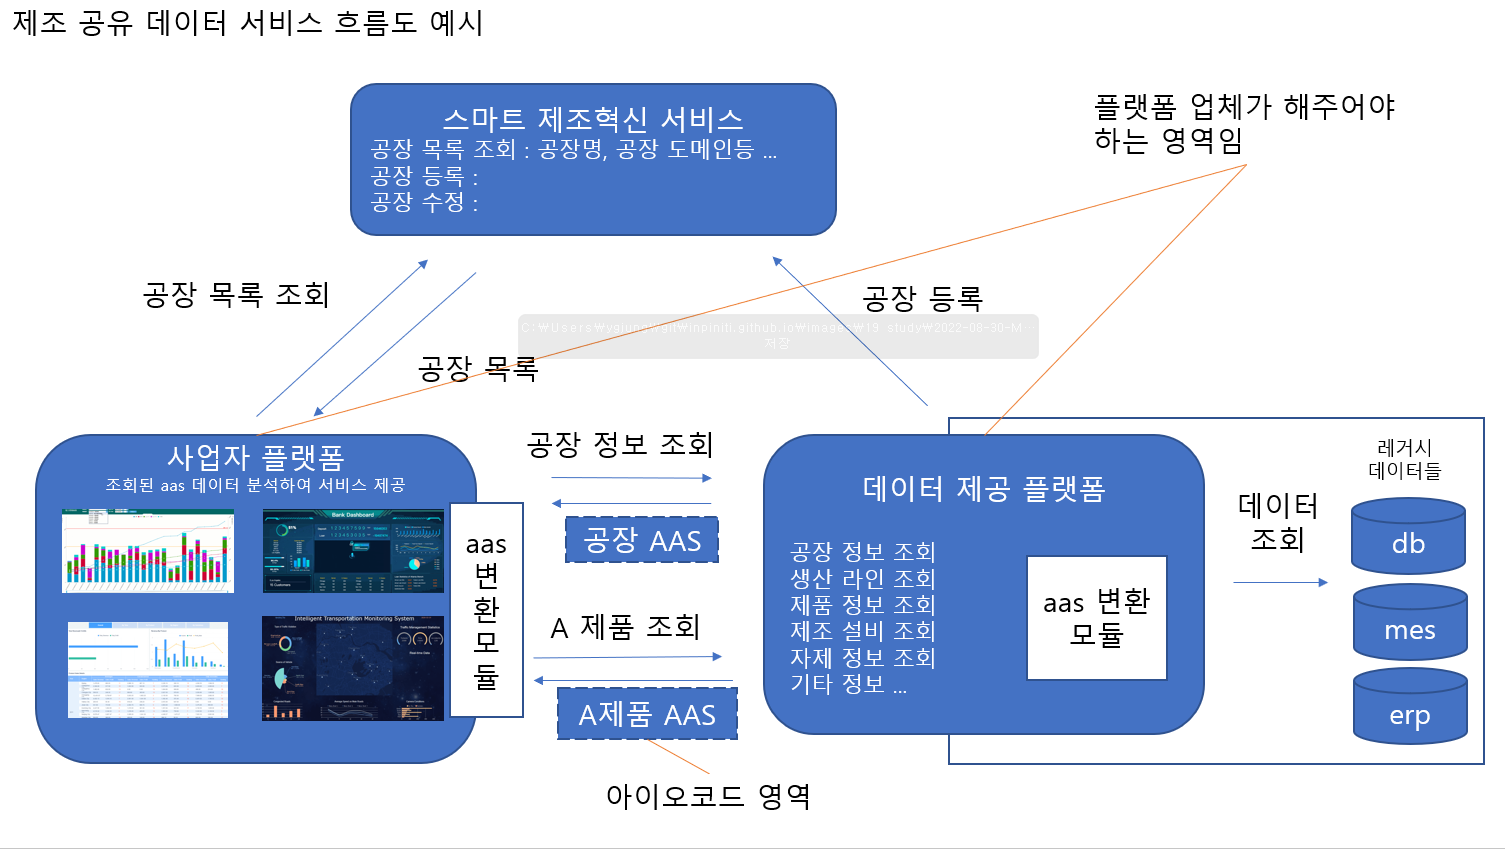 제조 공유 데이터 서비스 흐름도 예시
스마트 제조혁신 서비스
공장 목록 조회 : 공장명, 공장 도메인등 ...
공장 등록 :
공장 수정 :
플랫폼 업체가 해주어야
하는 영역임
공장 목록 조회
공장 등록
저장
공장 목록
사업자 플랫폼
조회된 aas 데이터 분석하여 서비스 제공
Bank Dashboard
Intelligent Transportation Monitoring System
aas
변
환
모
듈
공장 정보 조회
공장 AAS
A 제품 조회
A제품 AAS
아이오코드 영역
데이터 제공 플랫폼
공장 정보 조회
생산 라인 조회
제품 정보 조회
제조 설비 조회
자제 정보 조회
기타 정보 ...
aas 변환
모듈
데이터
조회
레거시
데이터들
db
mes
erp